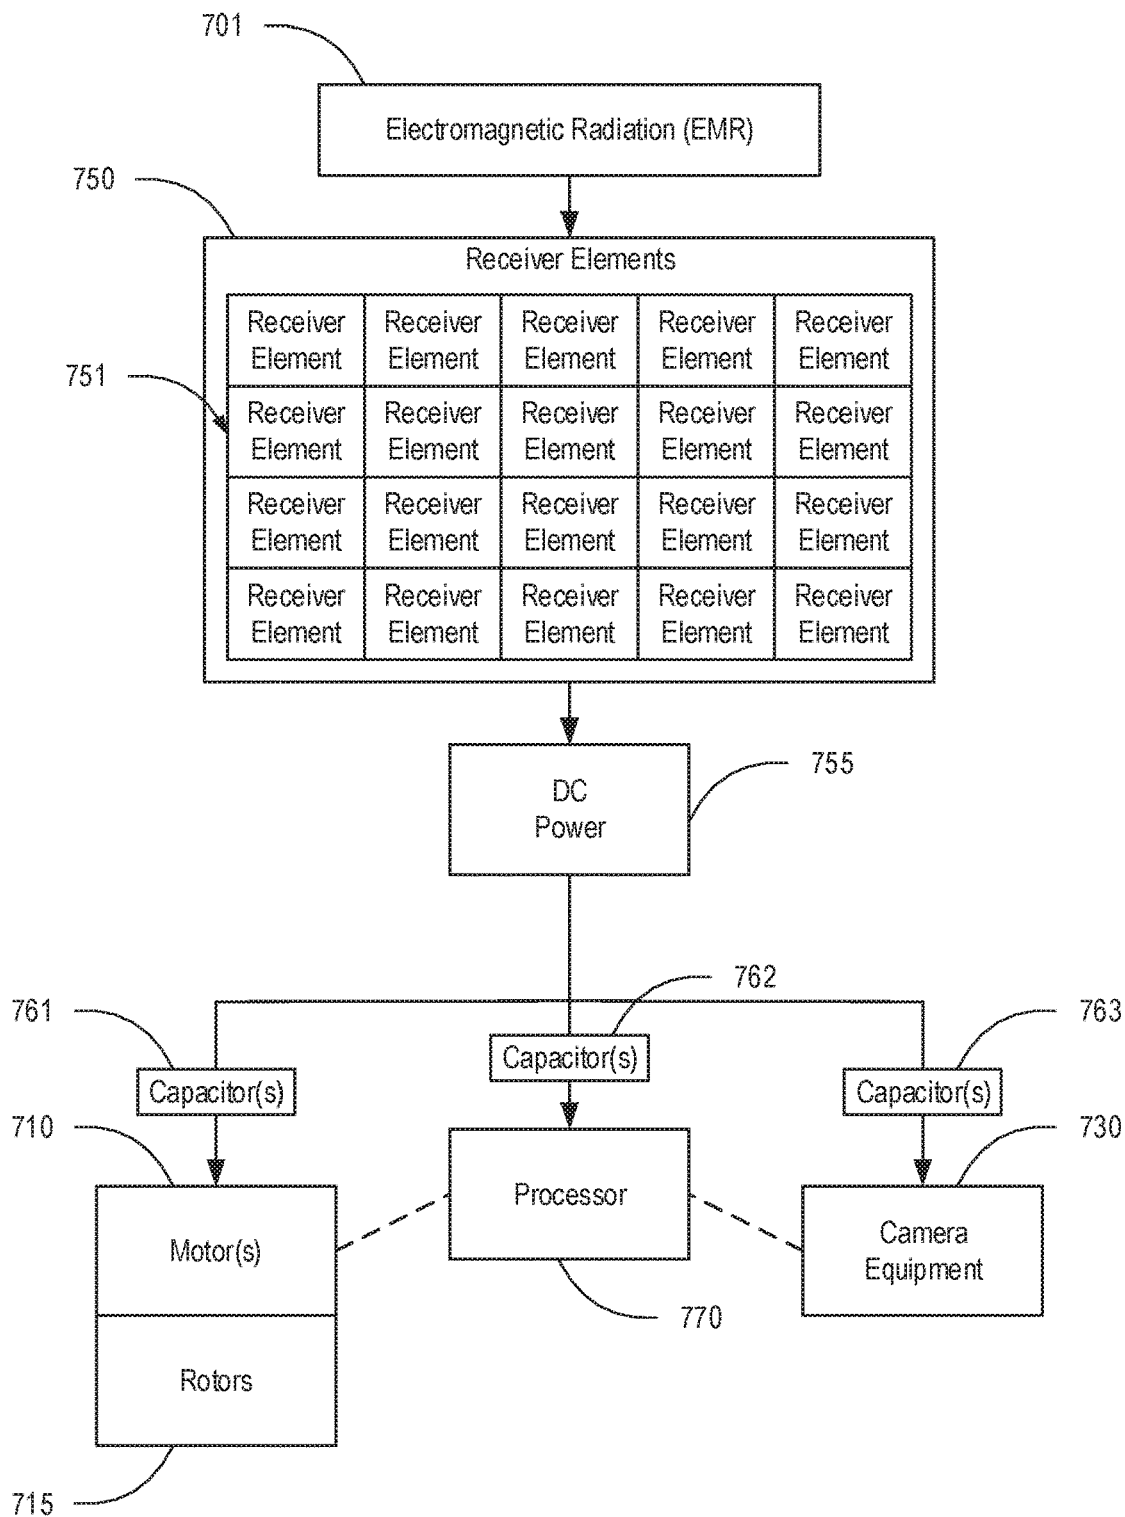 701
Electromagnetic Radiation (EMR)
750
Receiver Elements
Receiver Receiver Receiver Receiver Receiver
Element Element Element Element Element
751
Receiver Receiver Receiver Receiver Receiver
Element Element Element Element Element
Receiver Receiver Receiver Receiver Receiver
Element Element Element Element Element
Receiver Receiver Receiver Receiver Receiver
Element Element Element Element Element
755
DC
Power
762
761
763
Capacitor(s)
Capacitor(s)
Capacitor(s)
710
730
Processor
Motor(s)
Camera
Equipment
770
Rotors
715